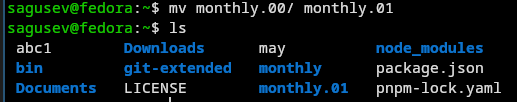 sagusev@fedora:~$ mv monthly.00/ monthly.01
sagusev@fedora:~$ ls
abc1 Downloads may node_modules
bin git-extended monthly package.json
Documents LICENSE monthly.01 pnpm-lock.yaml